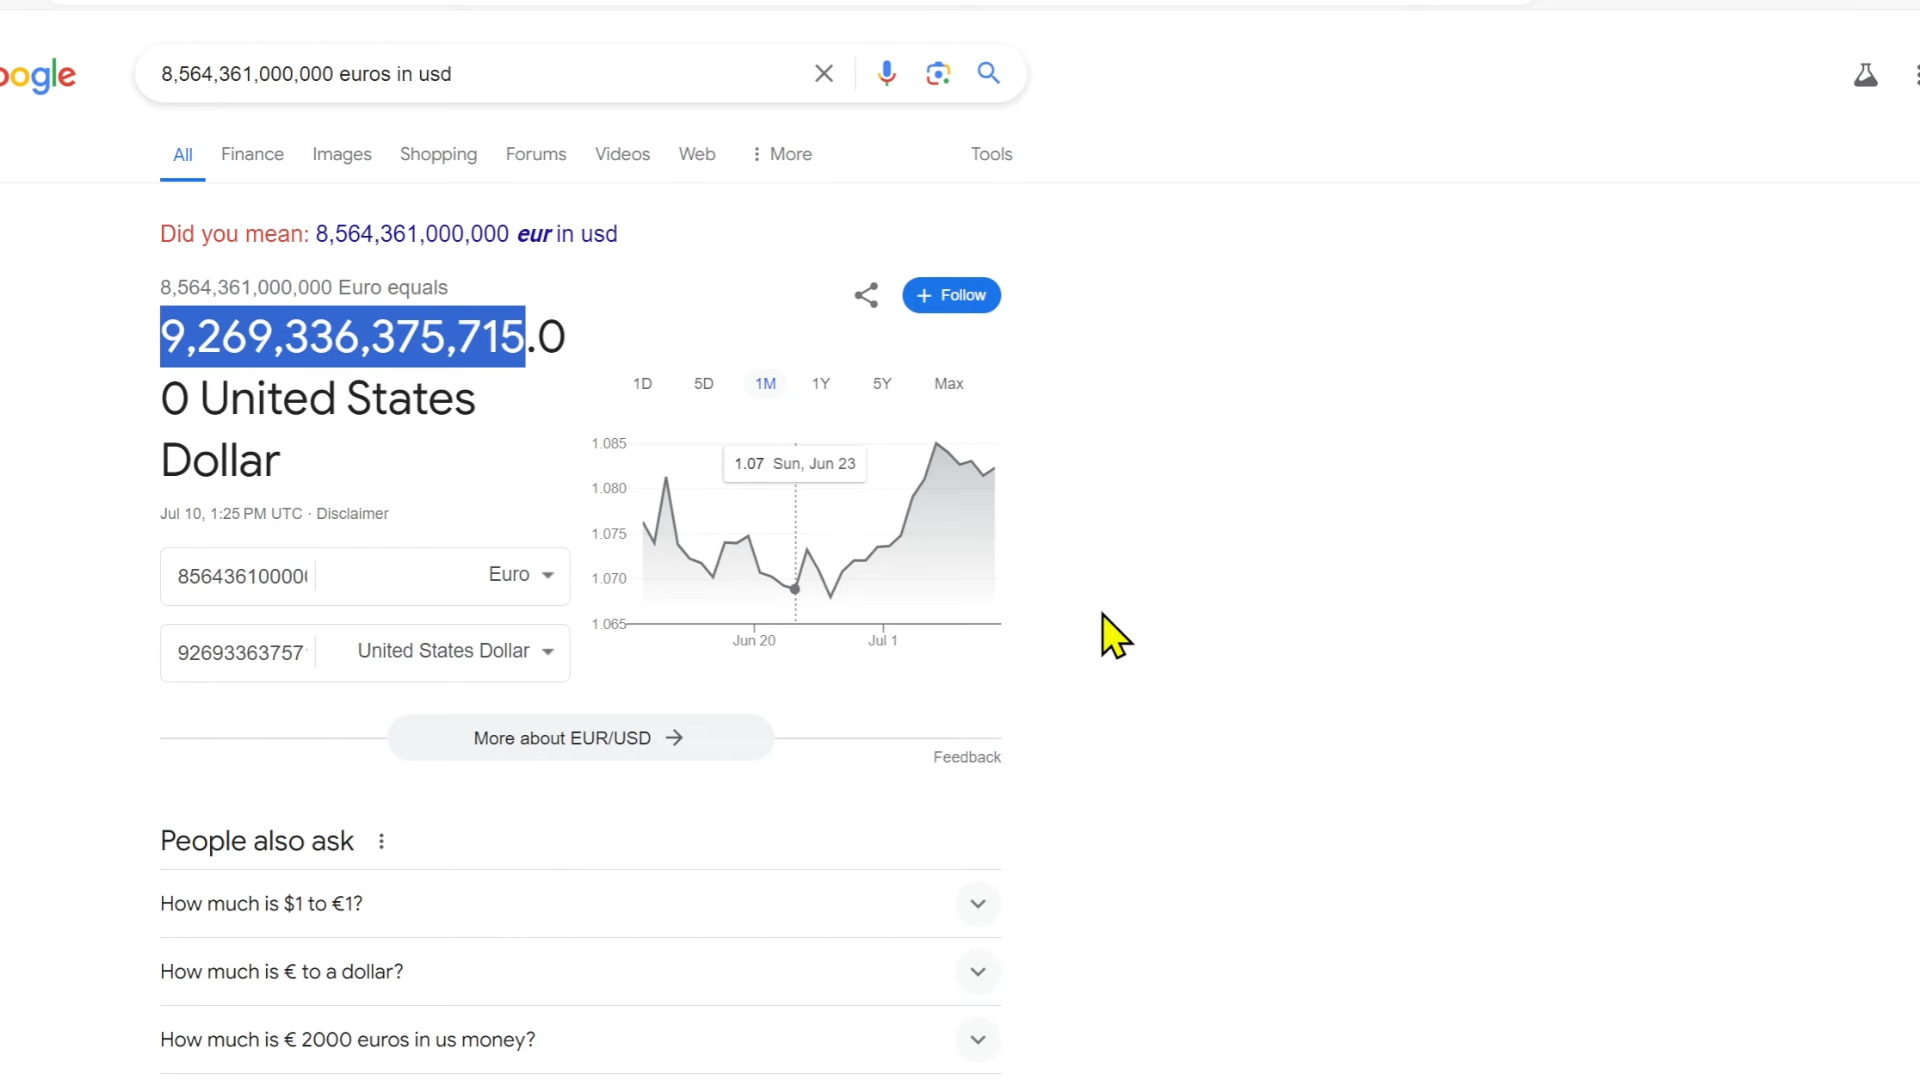 oogle
8,564,361,000,000 euros in usd
All Finance Images Shopping Forums Videos Web More Tools
Did you mean: 8,564,361,000,000 eur in usd
8,564,361,000,000 Euro equals
Follow
9,269,336,375,715.0
0 United States
Dollar
Jul 10, 1:25 PM UTC · Disclaimer
1D 5D 1M 1Y 5Y Max
1.085
1.07 Sun, Jun 23
1.080
1.075
1.070
1.065
Jun 20 Jul 1
85643610000 Euro
92693363757 United States Dollar
More about EUR/USD
Feedback
People also ask
How much is $1 to €1?
How much is € to a dollar?
How much is € 2000 euros in us money?